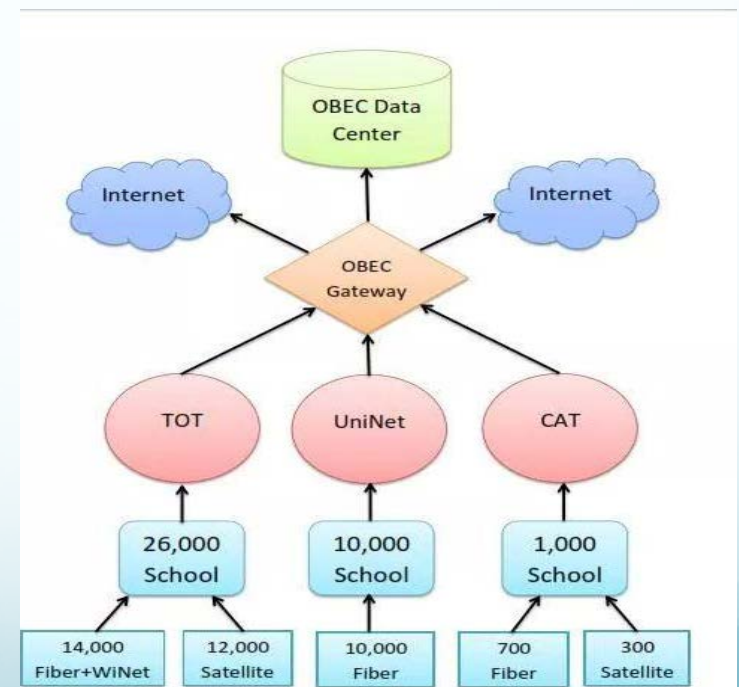 OBEC Data
Center
Internet
Internet
OBEC
Gateway
TOT
UniNet
CAT
26,000
School
10,000
School
1,000
School
14,000
Fiber+WiNet
12,000
Satellite
10,000
Fiber
700
Fiber
300
Satellite